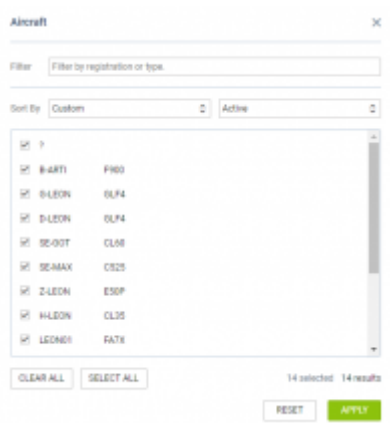 Aircraft
Filter Filter by registration or type.
Sort By Custom Active
?
B-ARTI F900
G-LEON GLF4
D-LEON GLF4
SE-GOT CL60
SE-MAX C525
Z-LEON E50P
H-LEON CL35
LEON01 FA7X
CLEAR ALL SELECT ALL 14 selected 14 results
RESET APPLY